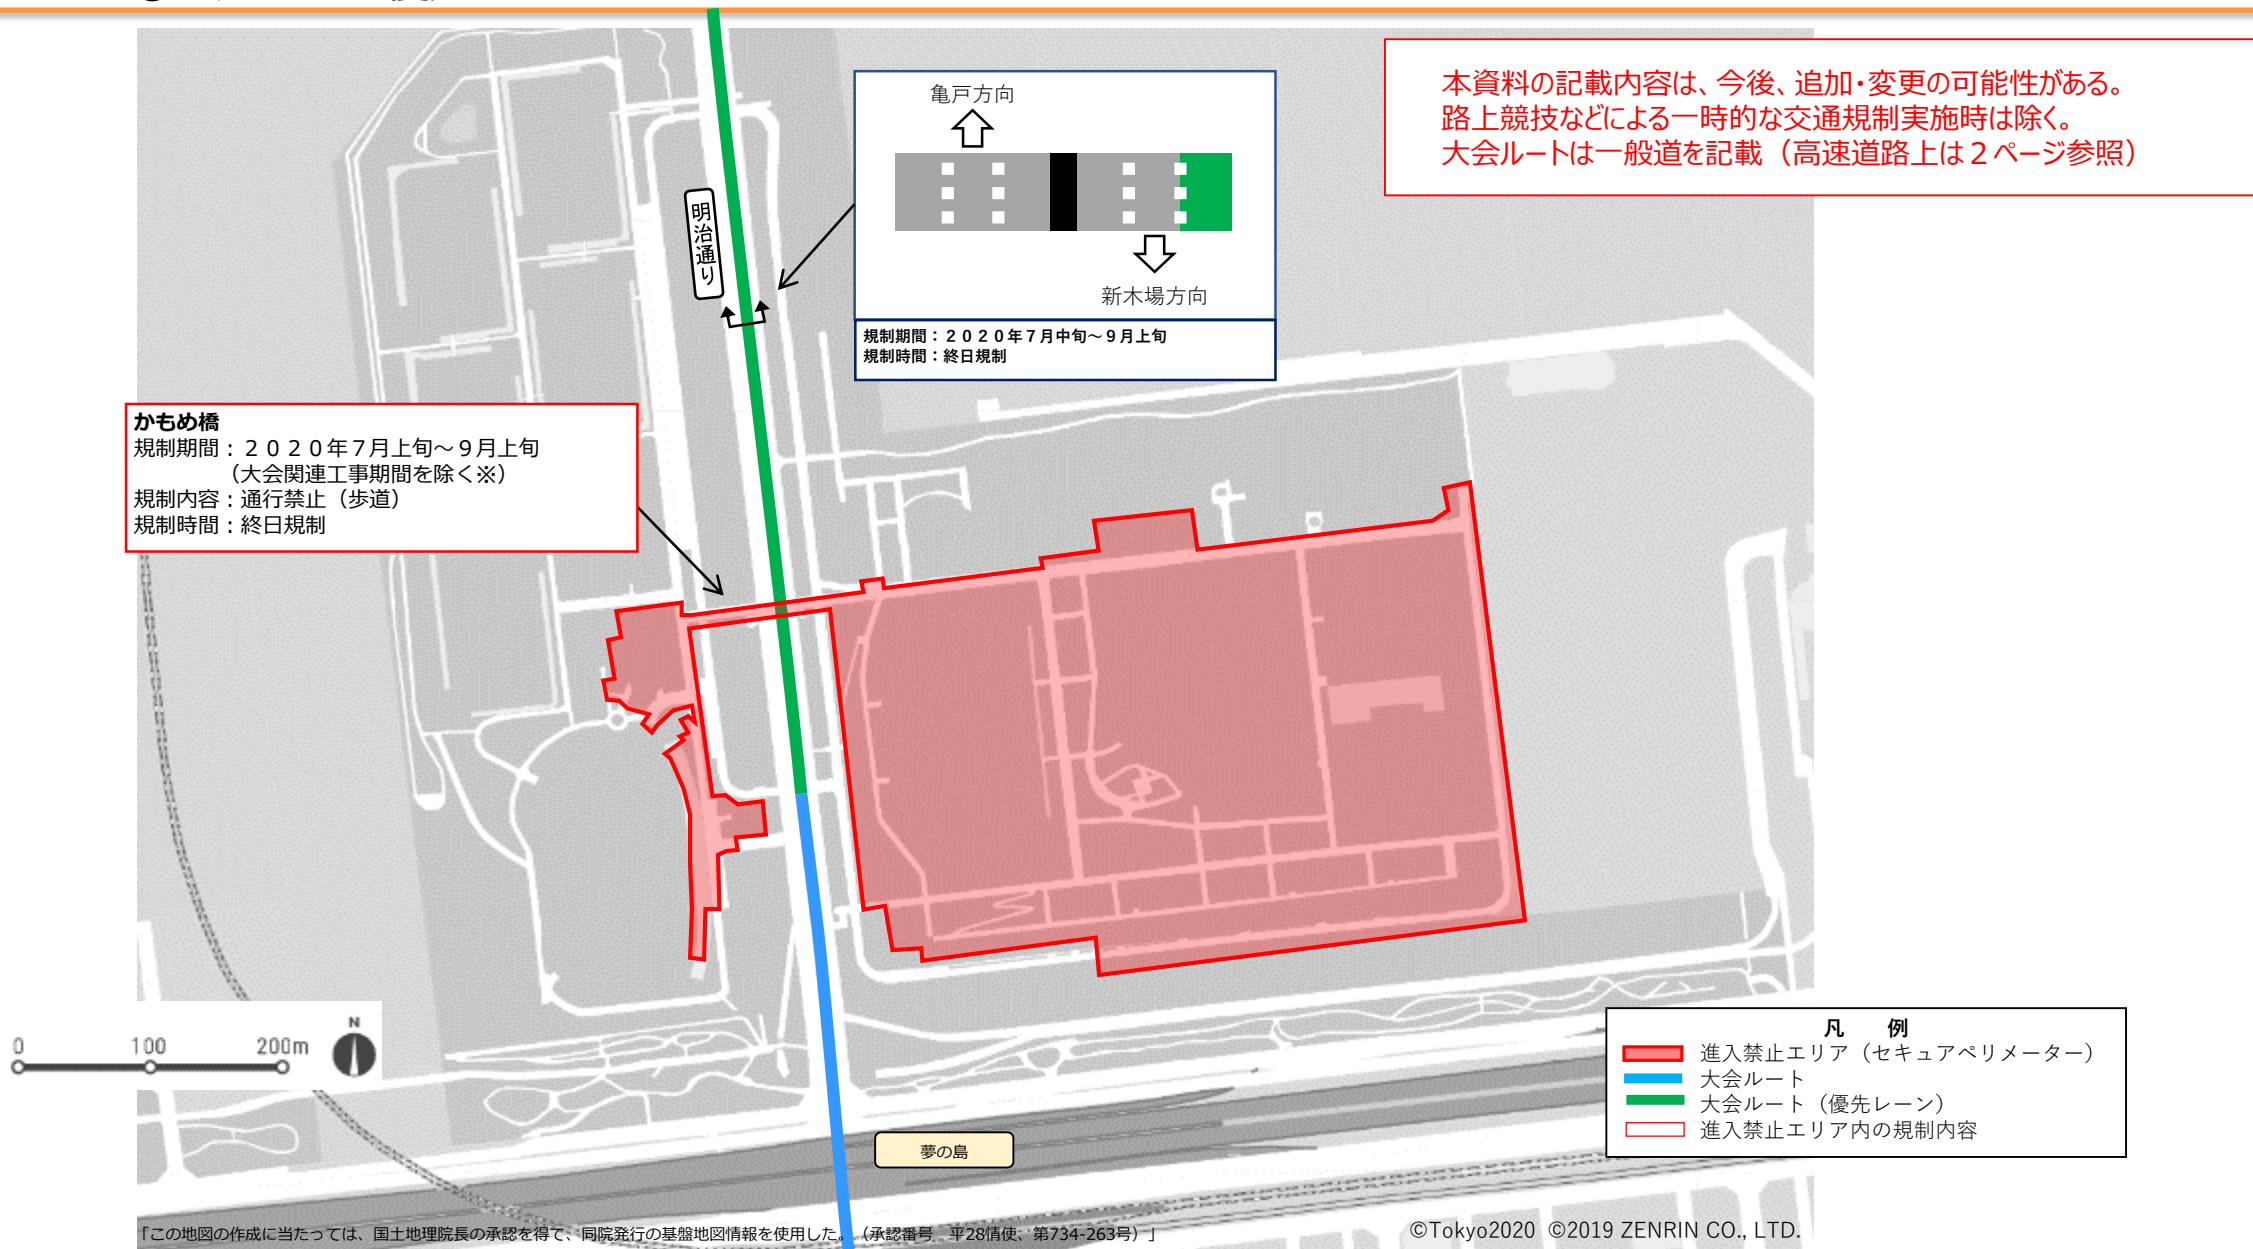 本資料の記載内容は、今後、追加・変更の可能性がある。
路上競技などによる一時的な交通規制実施時は除く。
大会ルートは一般道を記載（高速道路上は２ページ参照）
亀戸方向
新木場方向
規制期間：２０２０年７月中旬～９月上旬
規制時間：終日規制
明治通り
かもめ橋
規制期間：２０２０年７月上旬～９月上旬
（大会関連工事期間を除く※）
規制内容：通行禁止（歩道）
規制時間：終日規制
0 100 200m
N
凡　例
進入禁止エリア（セキュアペリメーター）
大会ルート
大会ルート（優先レーン）
進入禁止エリア内の規制内容
夢の島
「この地図の作成に当たっては、国土地理院長の承認を得て、同院発行の基盤地図情報を使用した。（承認番号　平28情使、第734-263号）」
©Tokyo2020 ©2019 ZENRIN CO., LTD.